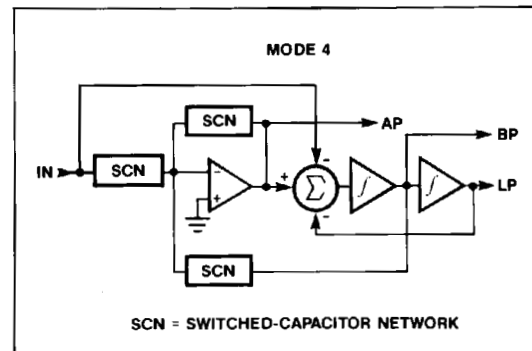 MODE 4
SCN
AP
BP
IN
SCN
+
-
∑
∫
∫
LP
-
+
-
SCN
SCN = SWITCHED-CAPACITOR NETWORK